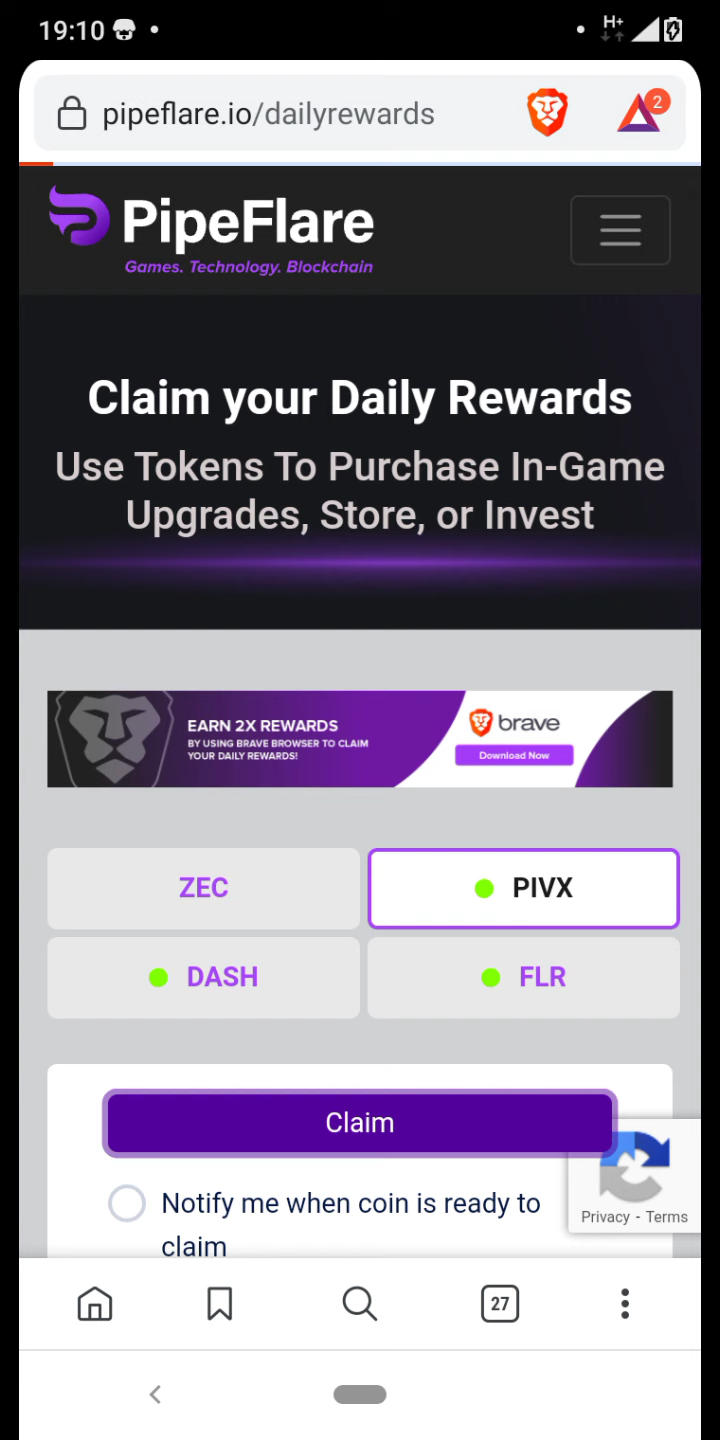 19:10
H+
pipeflare.io/dailyrewards
2
PipeFlare
Games. Technology. Blockchain
Claim your Daily Rewards
Use Tokens To Purchase In-Game
Upgrades, Store, or Invest
EARN 2X REWARDS
BY USING BRAVE BROWSER TO CLAIM
YOUR DAILY REWARDS!
brave
Download Now
ZEC
PIVX
DASH
FLR
Claim
Notify me when coin is ready to
claim
Privacy - Terms
27